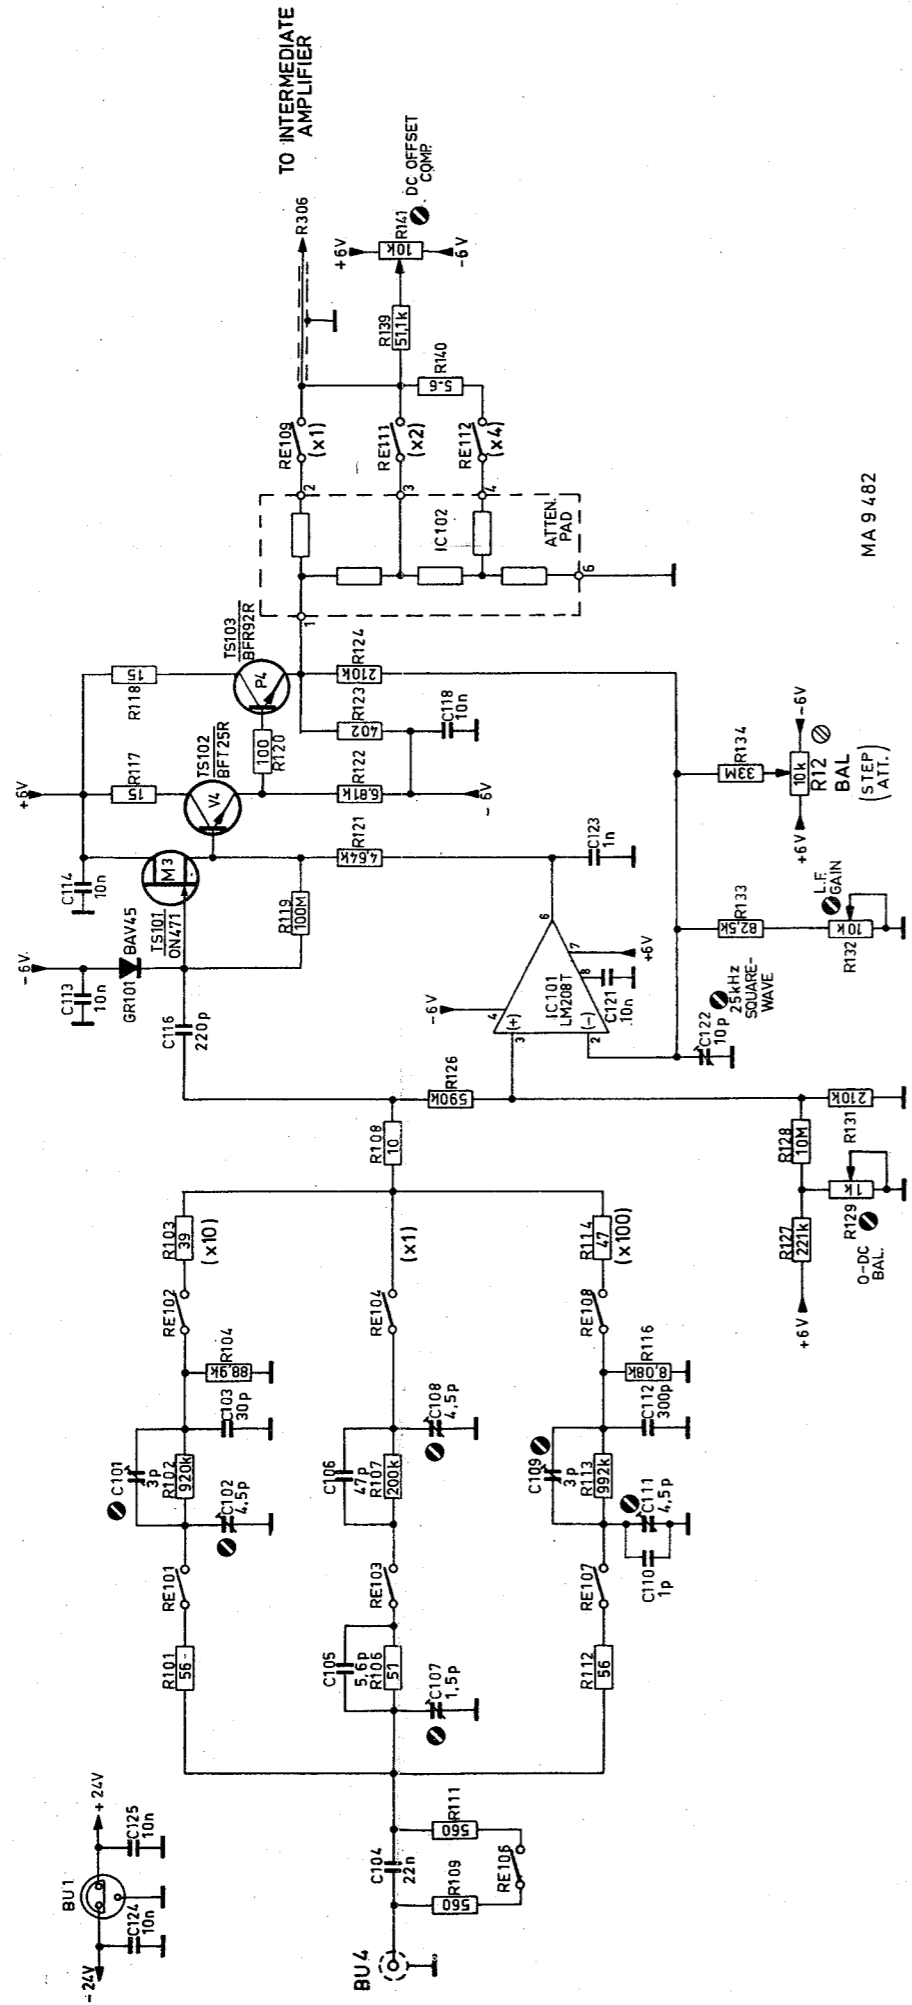 TO INTERMEDIATE
AMPLIFIER
R306
DC OFFSET
COMP.
+6V
10k
R141
-6V
R139
51,1k
R140
5-6
RE109
(x1)
RE111
(x2)
RE112
(x4)
2
3
4
IC102
ATTEN.
PAD
6
1
MA 9 482
TS103
BFR92R
P4
15
R118
R124
210k
R123
402
C118
10n
100
R120
R122
6,81k
-6V
+6V
R117
15
TS102
BFT25R
V4
R121
4,64k
C123
1n
C114
10n
M3
TS101
ON471
R119
100M
BAV45
GR101
-6V
C113
10n
C116
220p
R134
33M
-6V
10k
R12
BAL
(STEP
ATT.)
+6V
L.F.
GAIN
R133
82,5k
10k
R132
6
7
+6V
8
IC101
LM208T
C121
10n
-6V
4
(+)
3
(-)
2
25kHz
SQUARE-
WAVE
C122
10p
R126
590k
R108
10
R128
10M
R131
210k
R127
221k
1k
R129
0-DC
BAL.
+6V
R103
39
(x10)
(x1)
R114
47
(x100)
RE102
RE104
RE108
R104
88,9k
C103
30p
C101
3p
R102
920k
C102
4,5p
C106
47p
R107
200k
C108
4,5p
R116
8,08k
C112
300p
C109
3p
R113
992k
C111
4,5p
C110
1p
RE101
RE103
RE107
R101
56
C105
5,6p
R106
51
C107
1,5p
R112
56
+24V
C125
10n
BU1
C124
10n
-24V
C104
22n
R111
560
R109
560
RE106
BU4